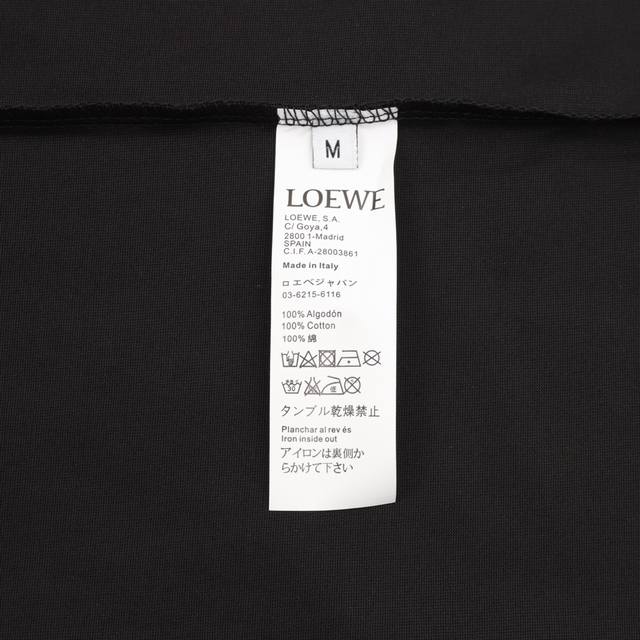 M
LOEWE
LOEWE, S.A.
C/ Goya,4
2800 1-Madrid
SPAIN
C.I.F. A-28003861
Made in Italy
ロエベジャパン
03-6215-6116
100% Algodón
100% Cotton
100% 綿
30 低
タンブル乾燥禁止
Planchar al rev és
Iron inside out
アイロンは裏側か
らかけて下さい